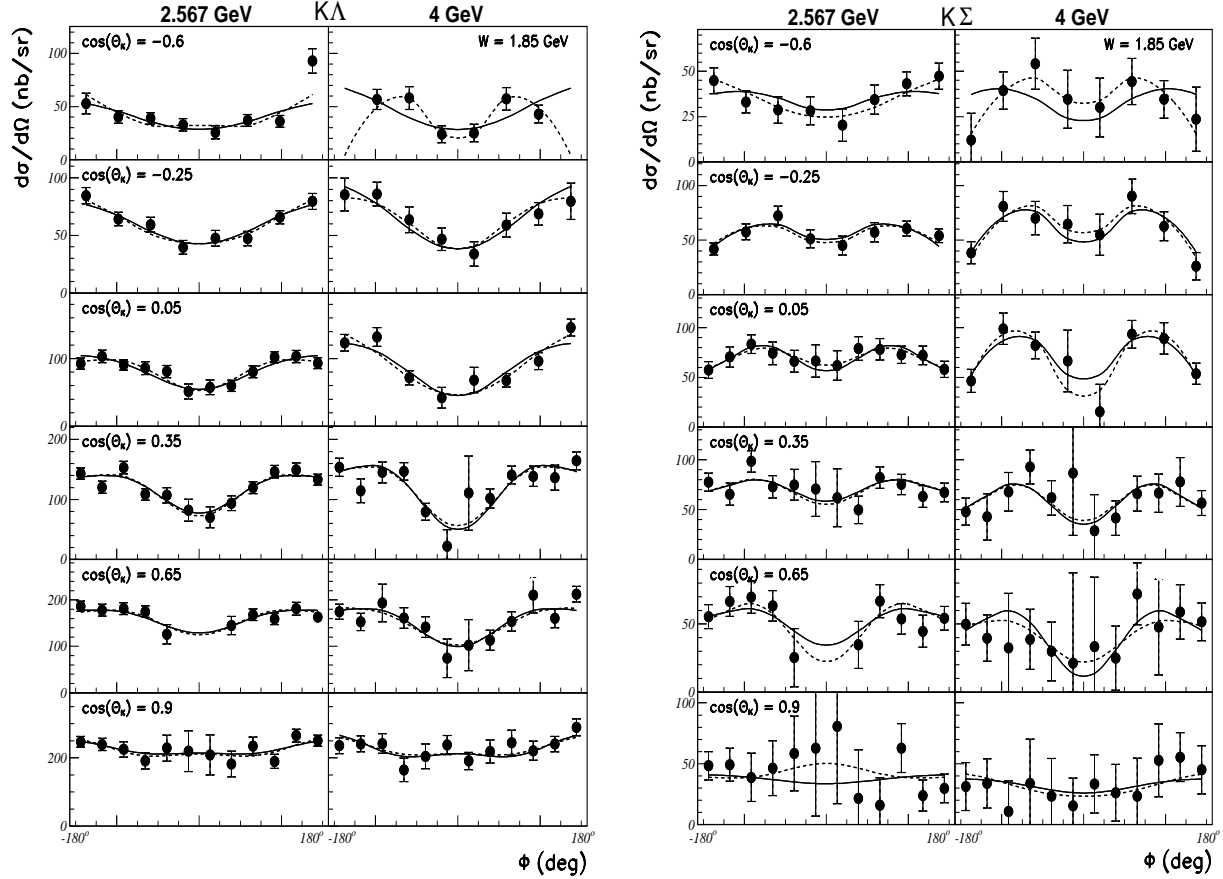 2.567 GeV KΛ 4 GeV
dσ/dΩ (nb/sr)
cos(Θ_K) = −0.6
W = 1.85 GeV
100
50
0
cos(Θ_K) = −0.25
100
50
0
cos(Θ_K) = 0.05
100
0
cos(Θ_K) = 0.35
200
100
0
cos(Θ_K) = 0.65
200
100
0
cos(Θ_K) = 0.9
200
0
-180° -180° 180°
Φ (deg)
2.567 GeV KΣ 4 GeV
dσ/dΩ (nb/sr)
cos(Θ_K) = −0.6
W = 1.85 GeV
50
25
0
cos(Θ_K) = −0.25
100
50
0
cos(Θ_K) = 0.05
100
50
0
cos(Θ_K) = 0.35
100
50
0
cos(Θ_K) = 0.65
50
0
cos(Θ_K) = 0.9
100
50
0
-180° 180° -180° 180°
Φ (deg)